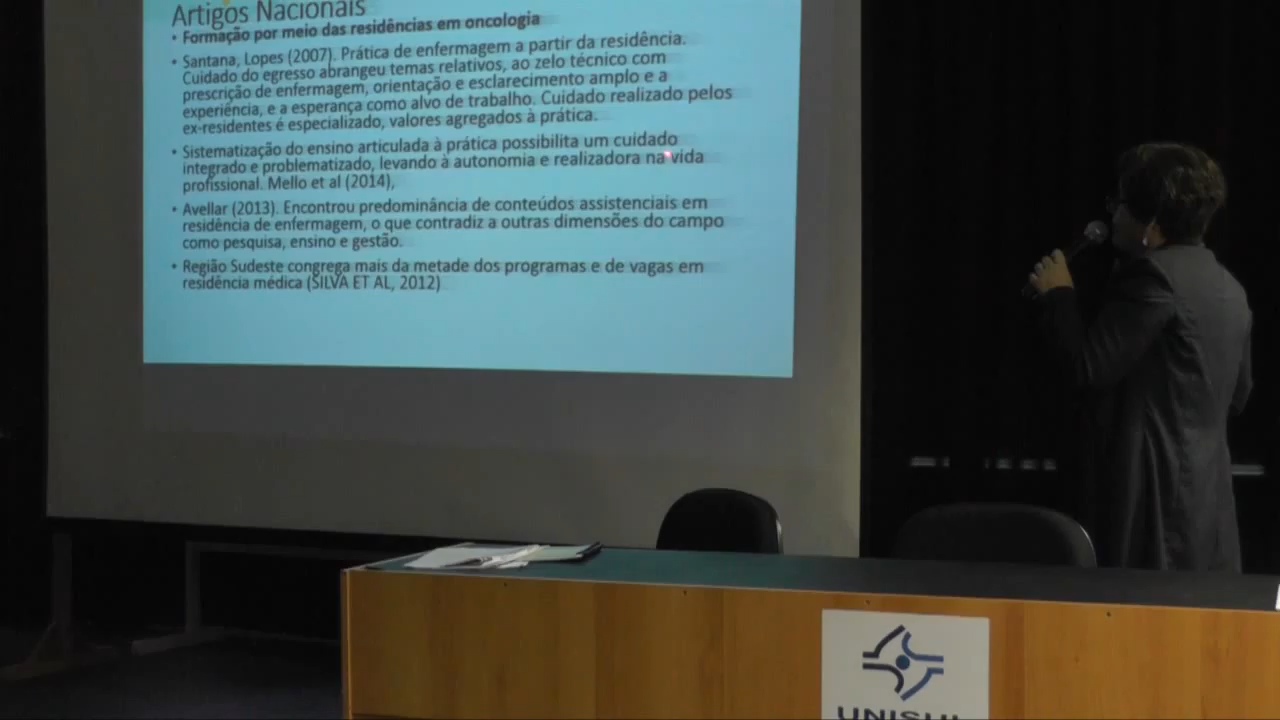 Artigos Nacionais
• Formação por meio das residências em oncologia
• Santana, Lopes (2007). Prática de enfermagem a partir da residência.
Cuidado do egresso abrangeu temas relativos, ao zelo técnico com
prescrição de enfermagem, orientação e esclarecimento amplo e a
experiência, e a esperança como alvo de trabalho. Cuidado realizado pelos
ex-residentes é especializado, valores agregados à prática.
• Sistematização do ensino articulada à prática possibilita um cuidado
integrado e problematizado, levando à autonomia e realizadora na vida
profissional. Mello et al (2014),
• Avellar (2013). Encontrou predominância de conteúdos assistenciais em
residência de enfermagem, o que contradiz a outras dimensões do campo
como pesquisa, ensino e gestão.
• Região Sudeste congrega mais da metade dos programas e de vagas em
residência médica (SILVA ET AL, 2012)
UNISUL